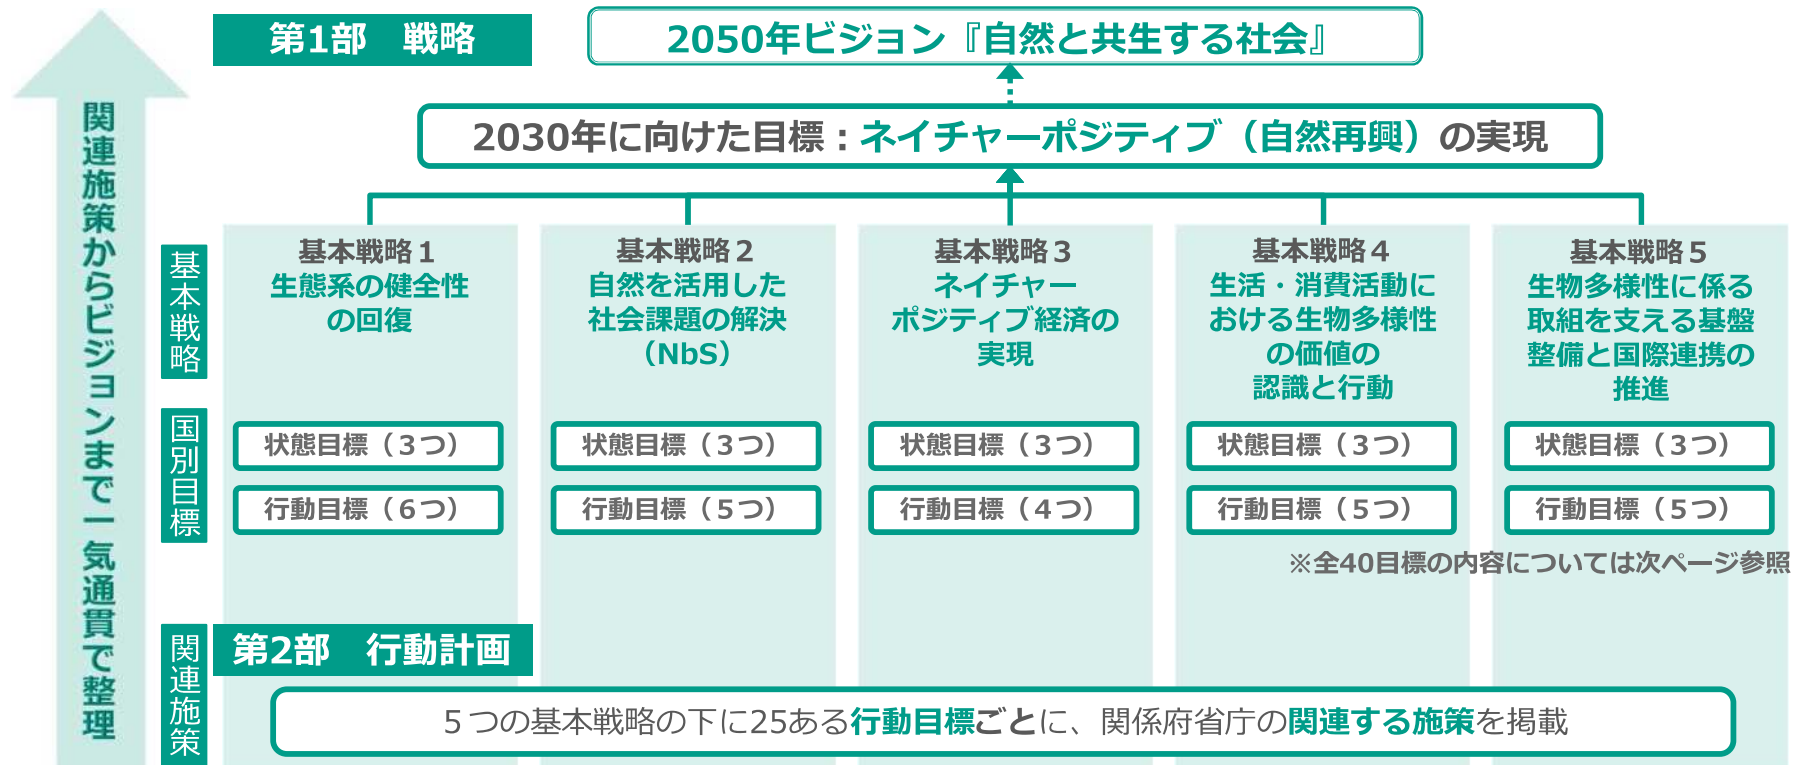 関連施策からビジョンまで一気通貫で整理
第1部　戦略
2050年ビジョン『自然と共生する社会』
2030年に向けた目標：ネイチャーポジティブ（自然再興）の実現
基本戦略
基本戦略１
生態系の健全性
の回復
基本戦略２
自然を活用した
社会課題の解決
（NbS）
基本戦略３
ネイチャー
ポジティブ経済の
実現
基本戦略４
生活・消費活動に
おける生物多様性
の価値の
認識と行動
基本戦略５
生物多様性に係る
取組を支える基盤
整備と国際連携の
推進
国別目標
状態目標（３つ）
状態目標（３つ）
状態目標（３つ）
状態目標（３つ）
状態目標（３つ）
行動目標（６つ）
行動目標（５つ）
行動目標（４つ）
行動目標（５つ）
行動目標（５つ）
※全40目標の内容については次ページ参照
関連施策
第2部　行動計画
５つの基本戦略の下に25ある行動目標ごとに、関係府省庁の関連する施策を掲載